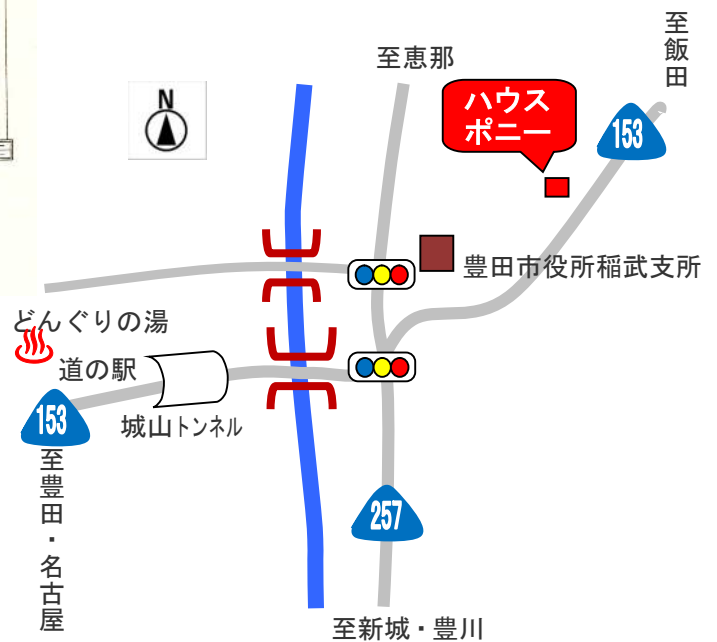 至飯田
至恵那
N
ハウス
ポニー
153
豊田市役所稲武支所
どんぐりの湯
道の駅
153
城山トンネル
至豊田・名古屋
257
至新城・豊川